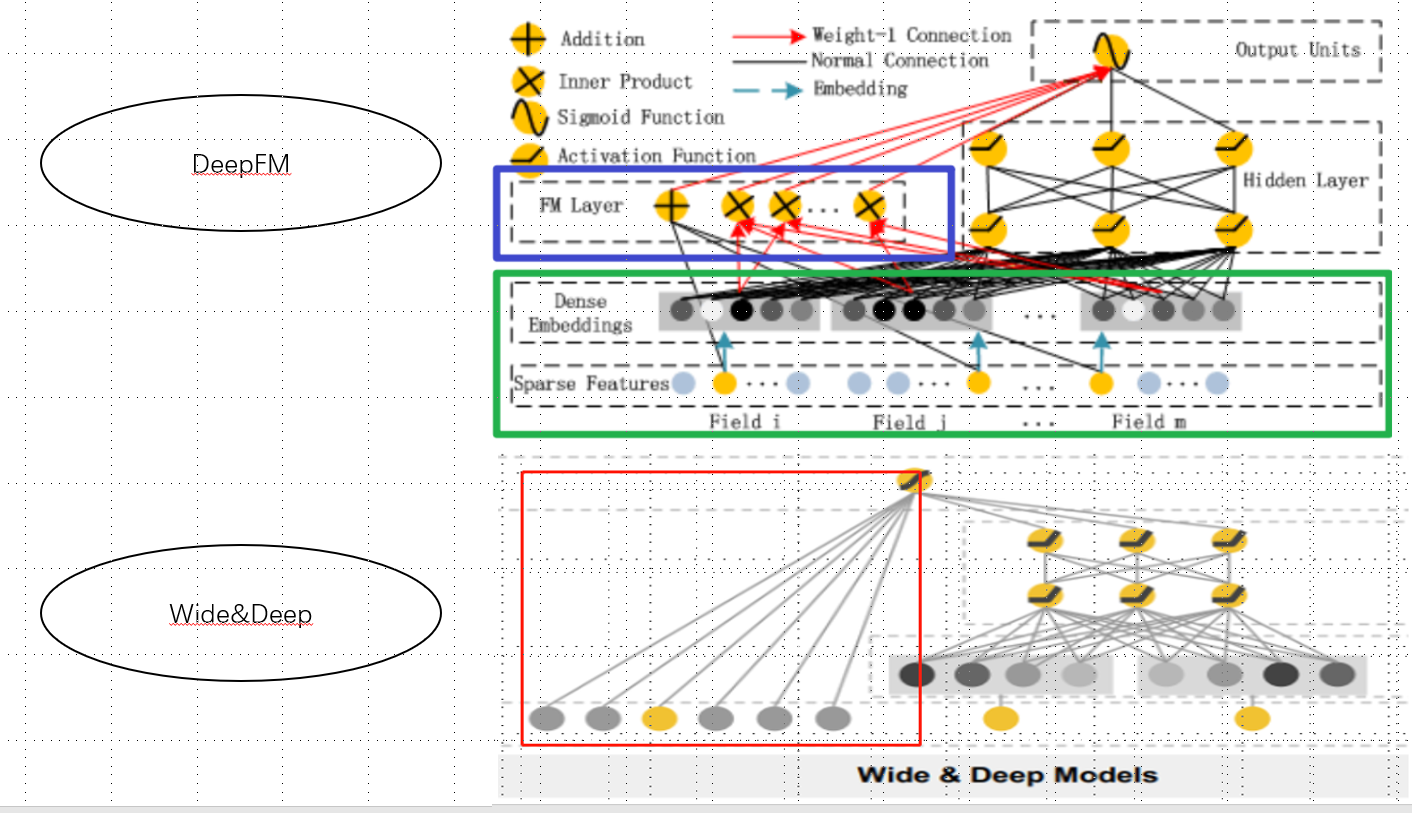 DeepFM
Addition
Inner Product
Sigmoid Function
Activation Function
Weight-1 Connection
Normal Connection
Embedding
Output Units
Hidden Layer
FM Layer
...
Dense
Embeddings
...
Sparse Features
... ... ... ...
Field i Field j ... Field m
Wide&Deep
Wide & Deep Models